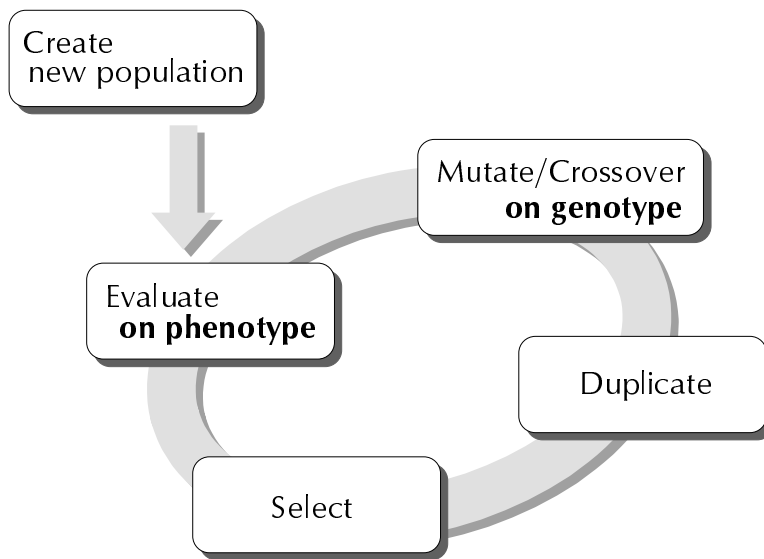 Create
new population
Mutate/Crossover
on genotype
Evaluate
on phenotype
Duplicate
Select